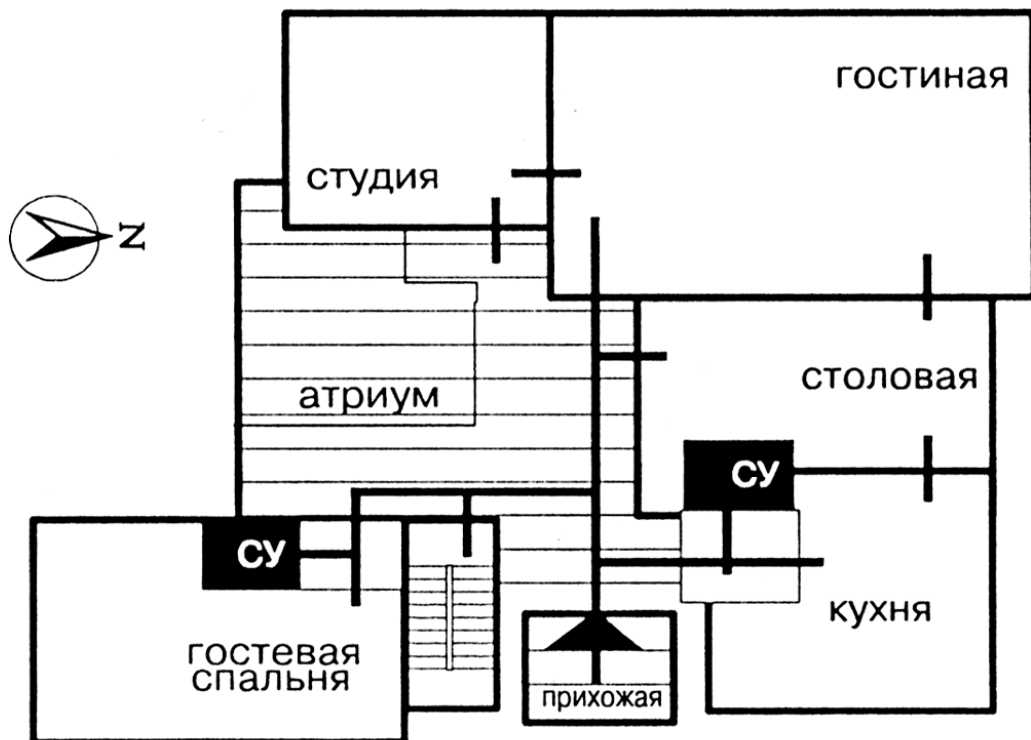 гостиная
студия
N
столовая
атриум
СУ
СУ
кухня
гостевая
спальня
прихожая